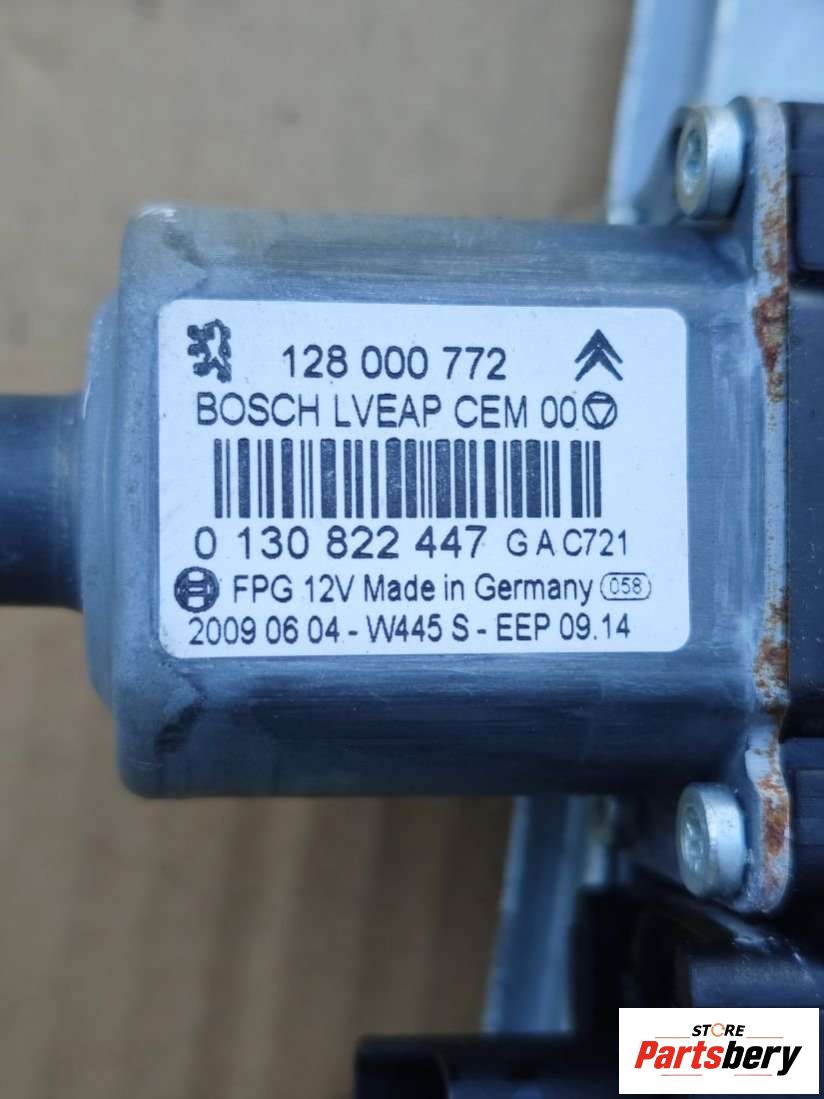 128 000 772
BOSCH LVEAP CEM 00
0 130 822 447 G A C721
FPG 12V Made in Germany 058
2009 06 04 - W445 S - EEP 09.14
STORE
Partsbery